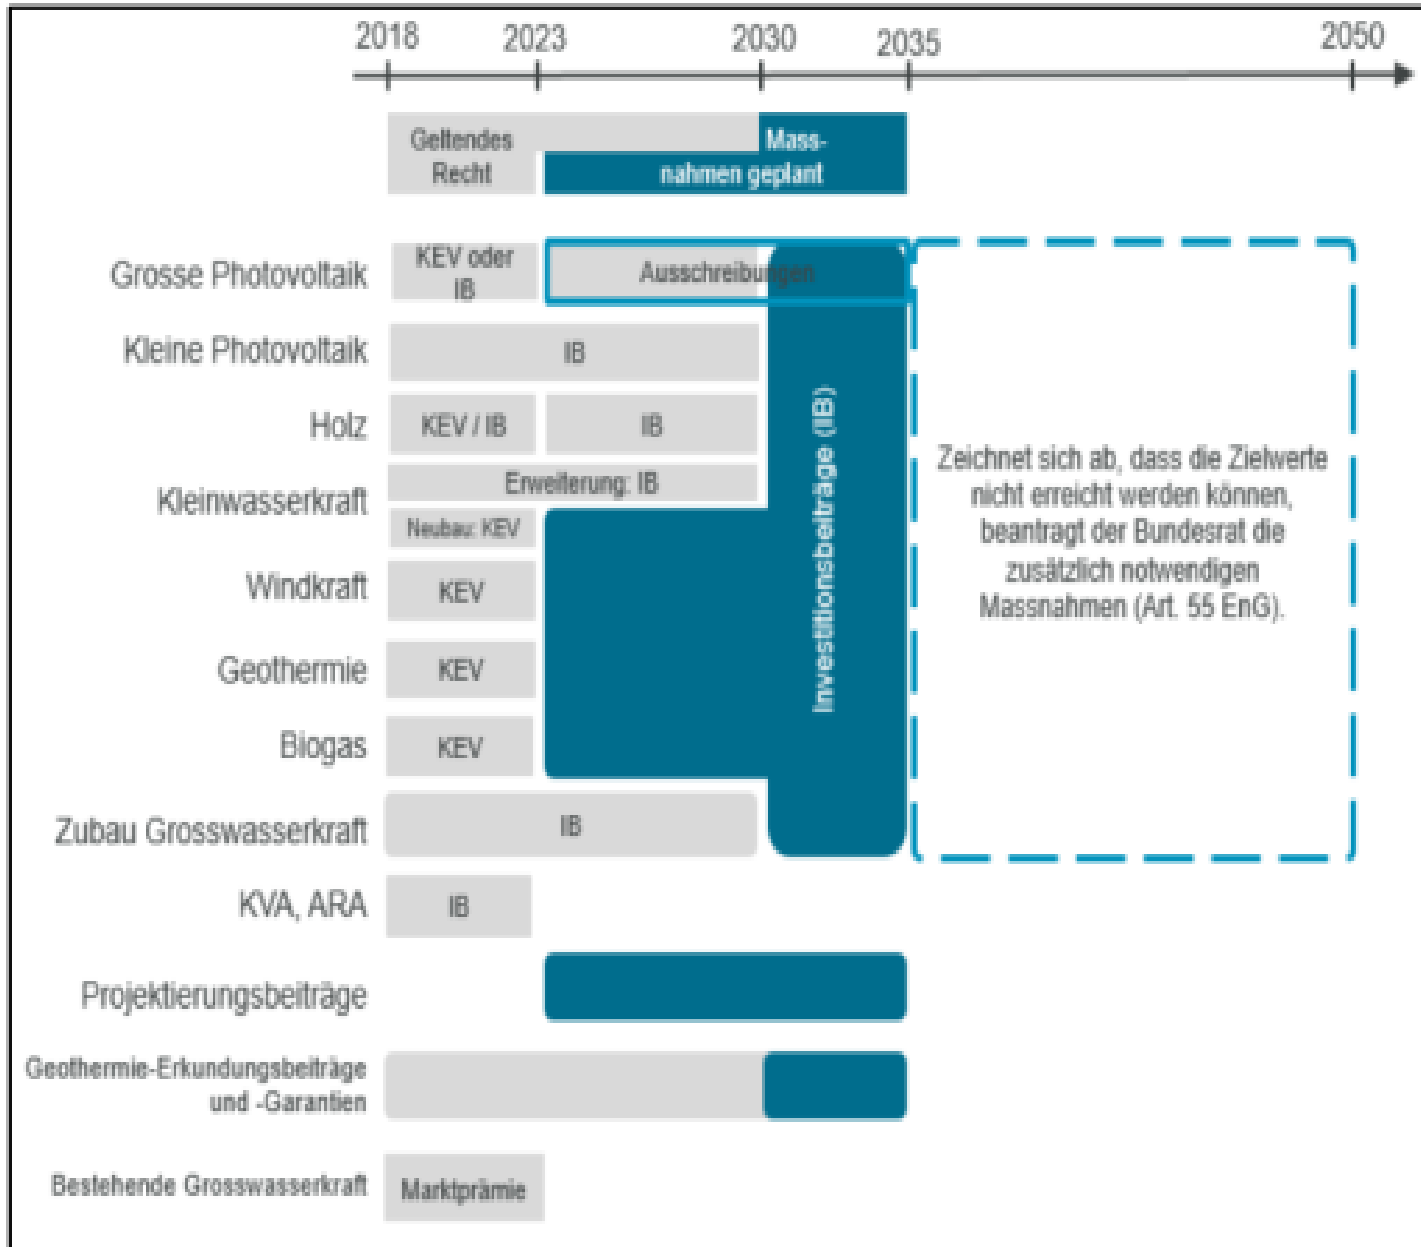 2018 2023 2030 2035 2050
Geltendes
Recht
Mass-
nahmen geplant
Grosse Photovoltaik
KEV oder
IB
Ausschreibungen
Kleine Photovoltaik
IB
Holz
KEV / IB
IB
Kleinwasserkraft
Erweiterung: IB
Neubau: KEV
Windkraft
KEV
Geothermie
KEV
Biogas
KEV
Zubau Grosswasserkraft
IB
Investitionsbeiträge (IB)
Zeichnet sich ab, dass die Zielwerte
nicht erreicht werden können,
beantragt der Bundesrat die
zusätzlich notwendigen
Massnahmen (Art. 55 EnG).
KVA, ARA
IB
Projektierungsbeiträge
Geothermie-Erkundungsbeiträge
und -Garantien
Bestehende Grosswasserkraft
Marktprämie